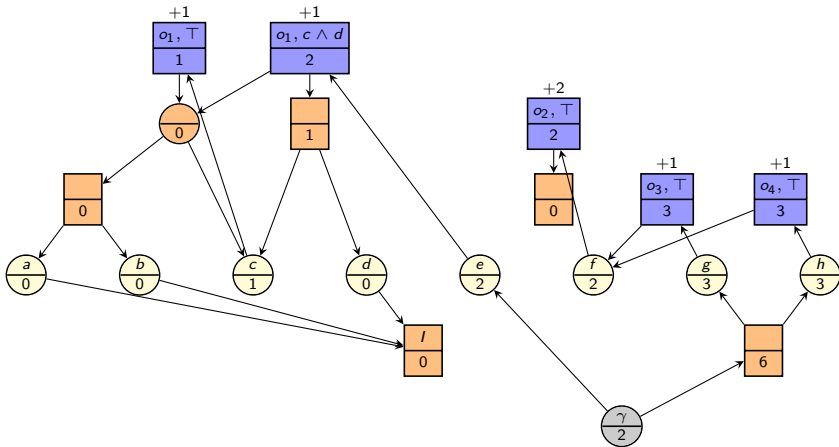 +1 +1
o₁, ⊤ o₁, c ∧ d
1 2
+2
o₂, ⊤
2
0 1
+1 +1
o₃, ⊤ o₄, ⊤
0 0 3 3
a b c d e f g h
0 0 1 0 2 2 3 3
I
0 6
γ
2